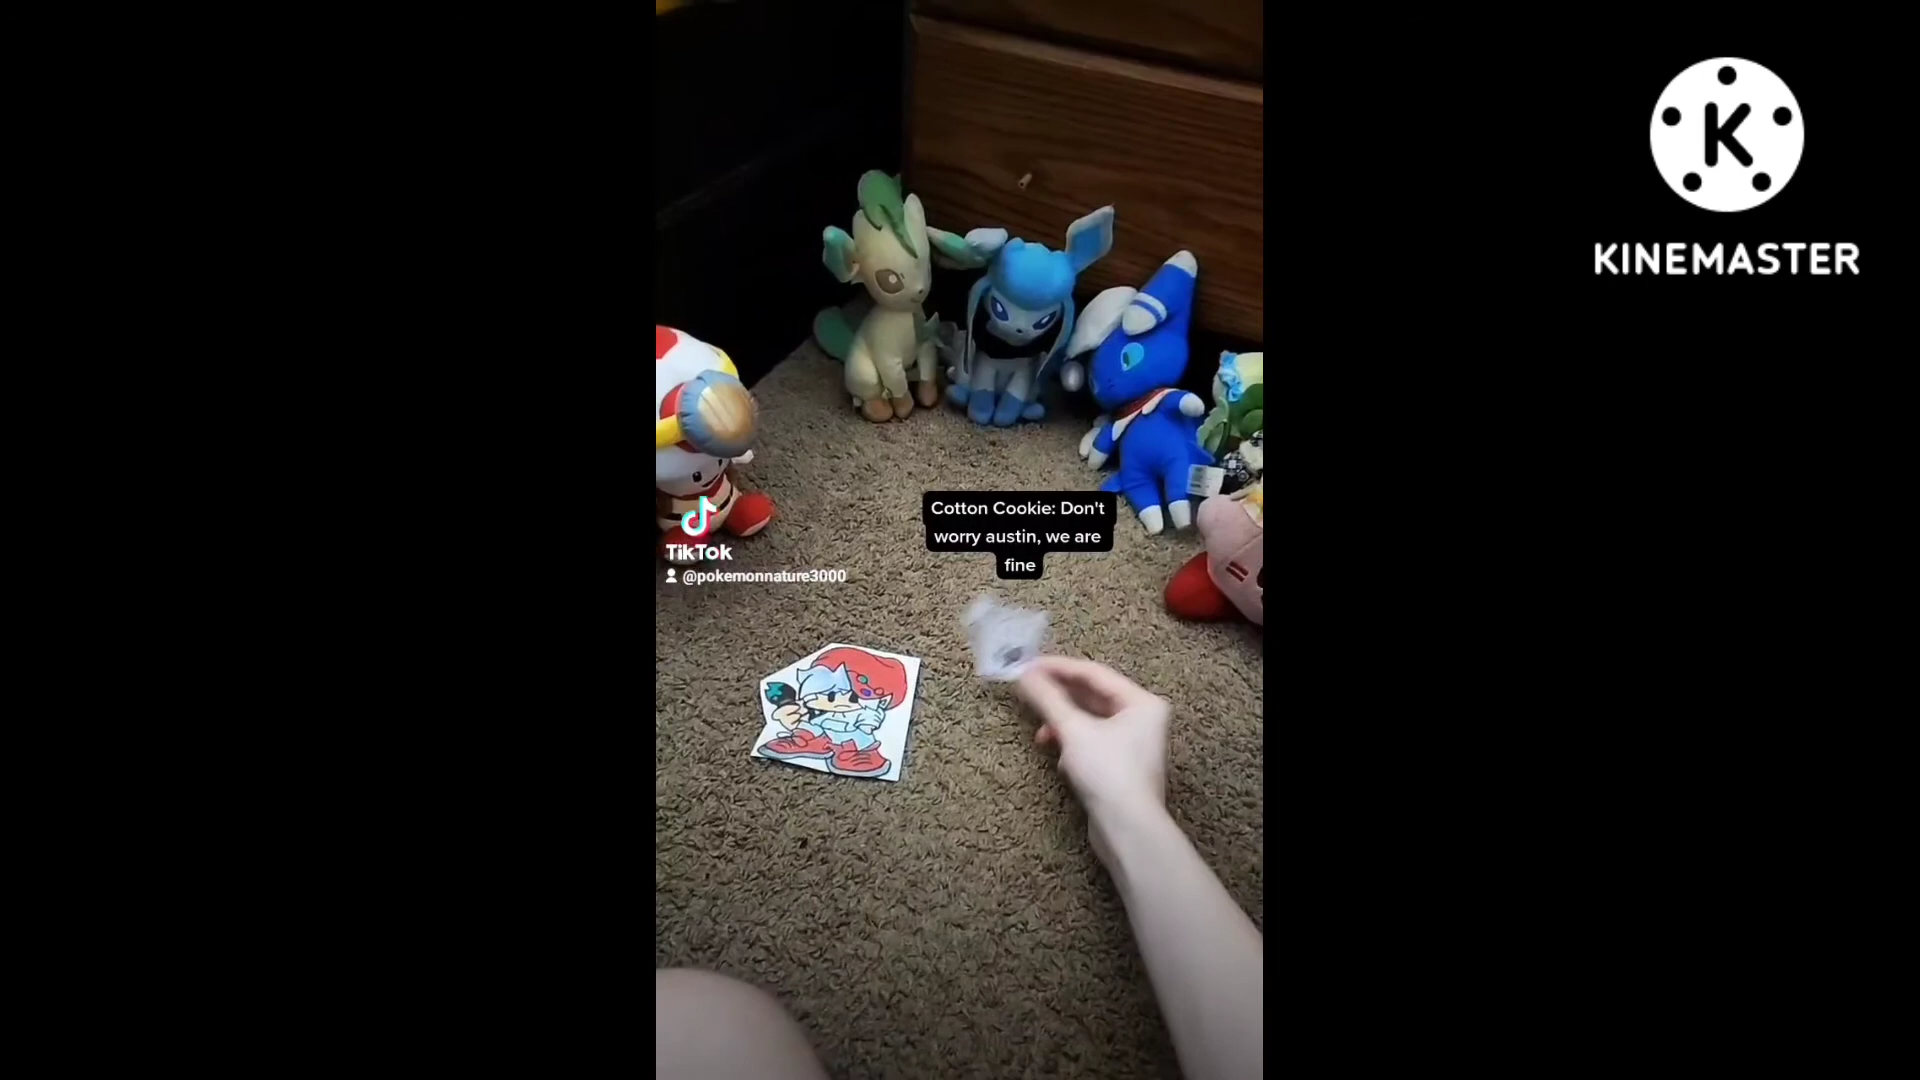 K
KINEMASTER
Cotton Cookie: Don't
worry austin, we are
fine
TikTok
@pokemonnature3000